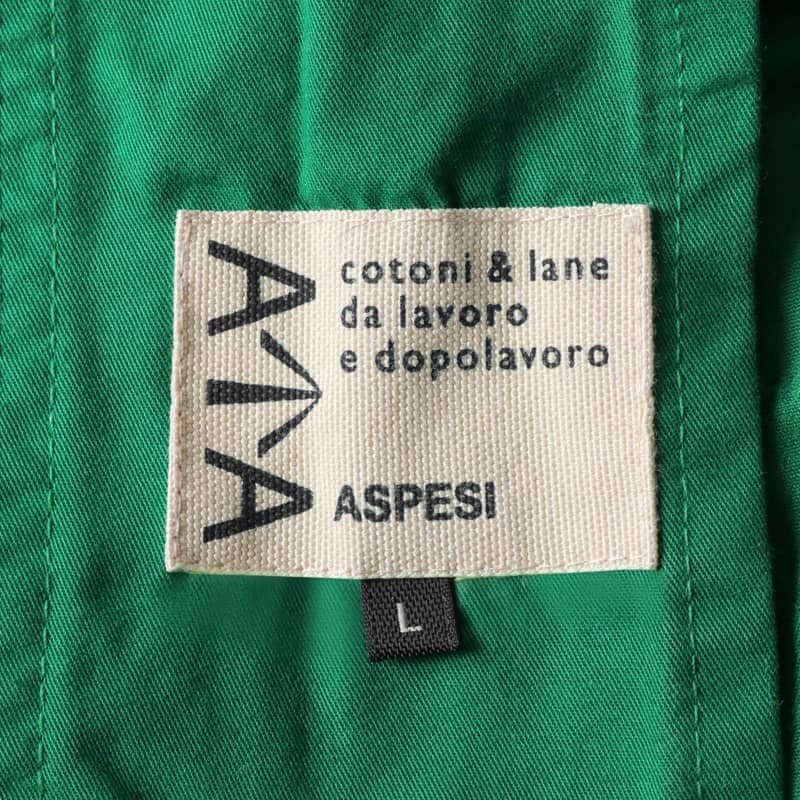 A↑A
cotoni & lane
da lavoro
e dopolavoro
ASPESI
L